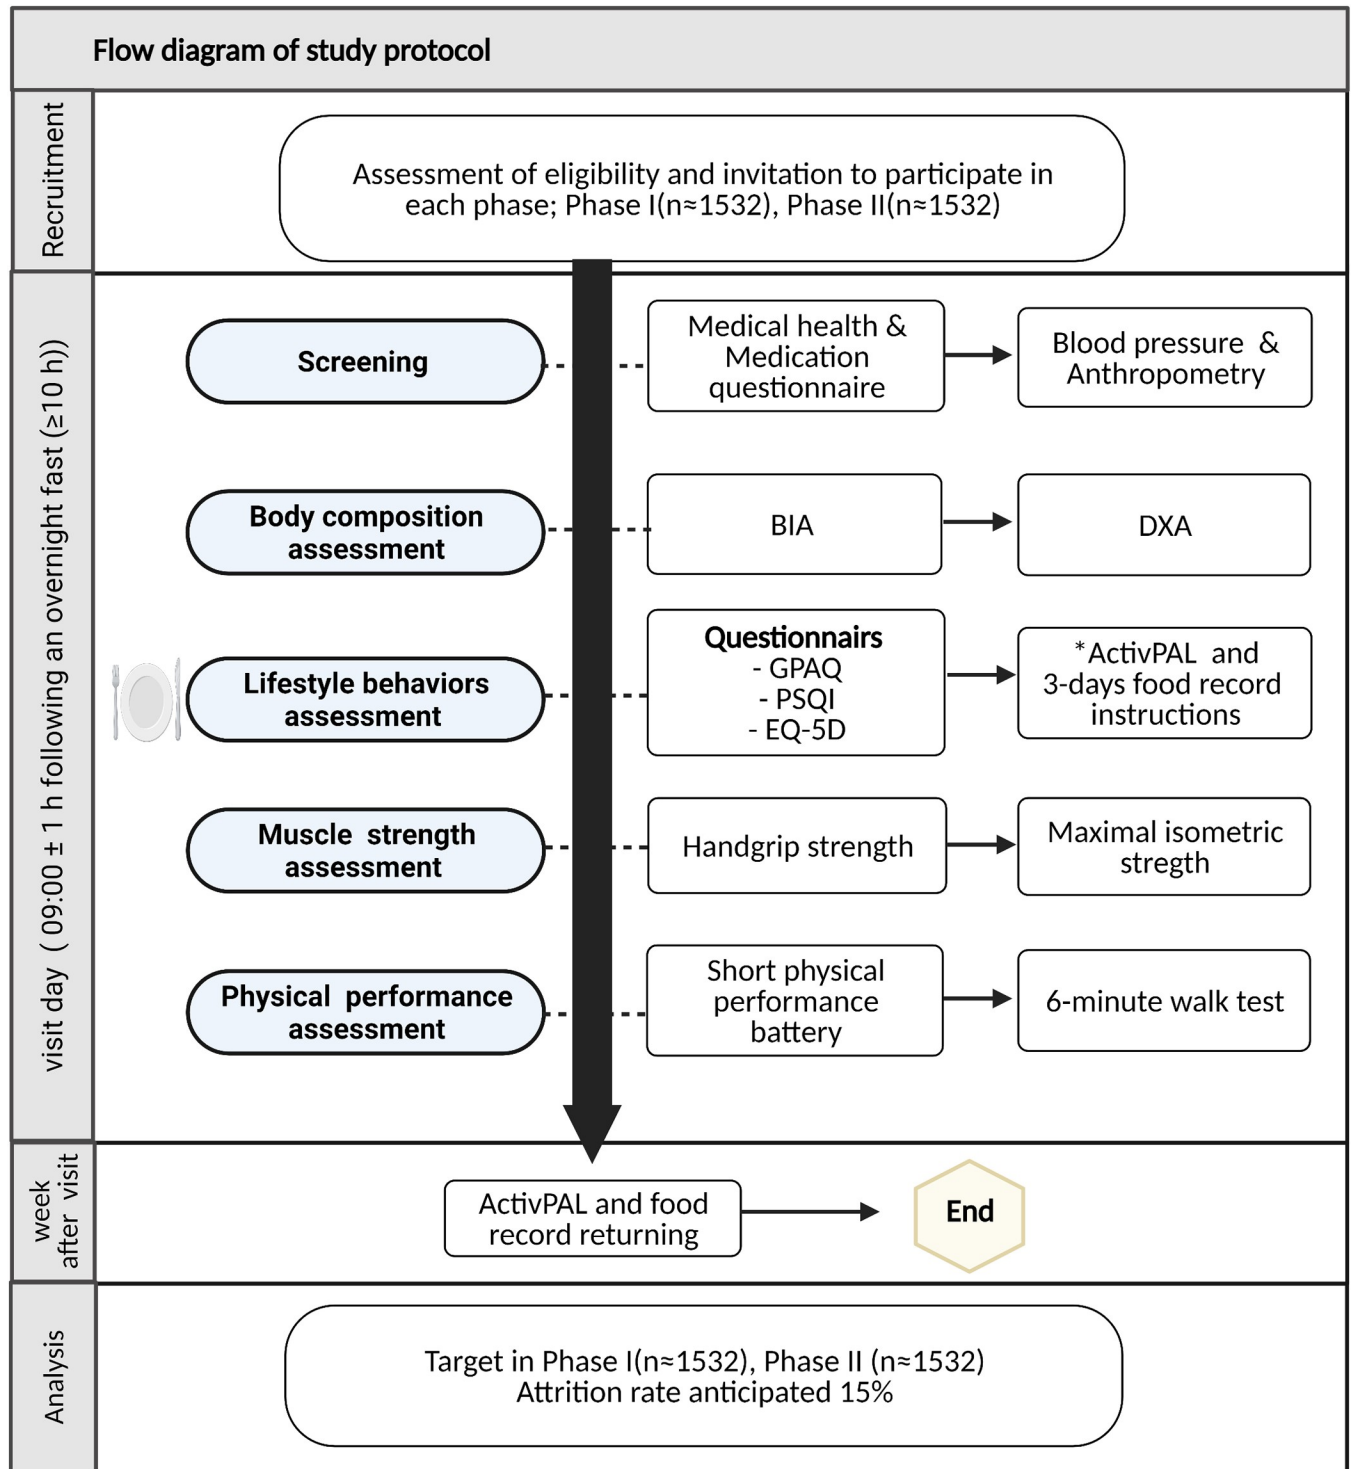 Flow diagram of study protocol
Recruitment
Assessment of eligibility and invitation to participate in
each phase; Phase I(n≈1532), Phase II(n≈1532)
visit day ( 09:00 ± 1 h following an overnight fast (≥10 h))
Screening
Medical health &
Medication
questionnaire
Blood pressure &
Anthropometry
Body composition
assessment
BIA
DXA
Lifestyle behaviors
assessment
Questionnairs
- GPAQ
- PSQI
- EQ-5D
*ActivPAL and
3-days food record
instructions
Muscle strength
assessment
Handgrip strength
Maximal isometric
stregth
Physical performance
assessment
Short physical
performance
battery
6-minute walk test
week
after visit
ActivPAL and food
record returning
End
Analysis
Target in Phase I(n≈1532), Phase II (n≈1532)
Attrition rate anticipated 15%